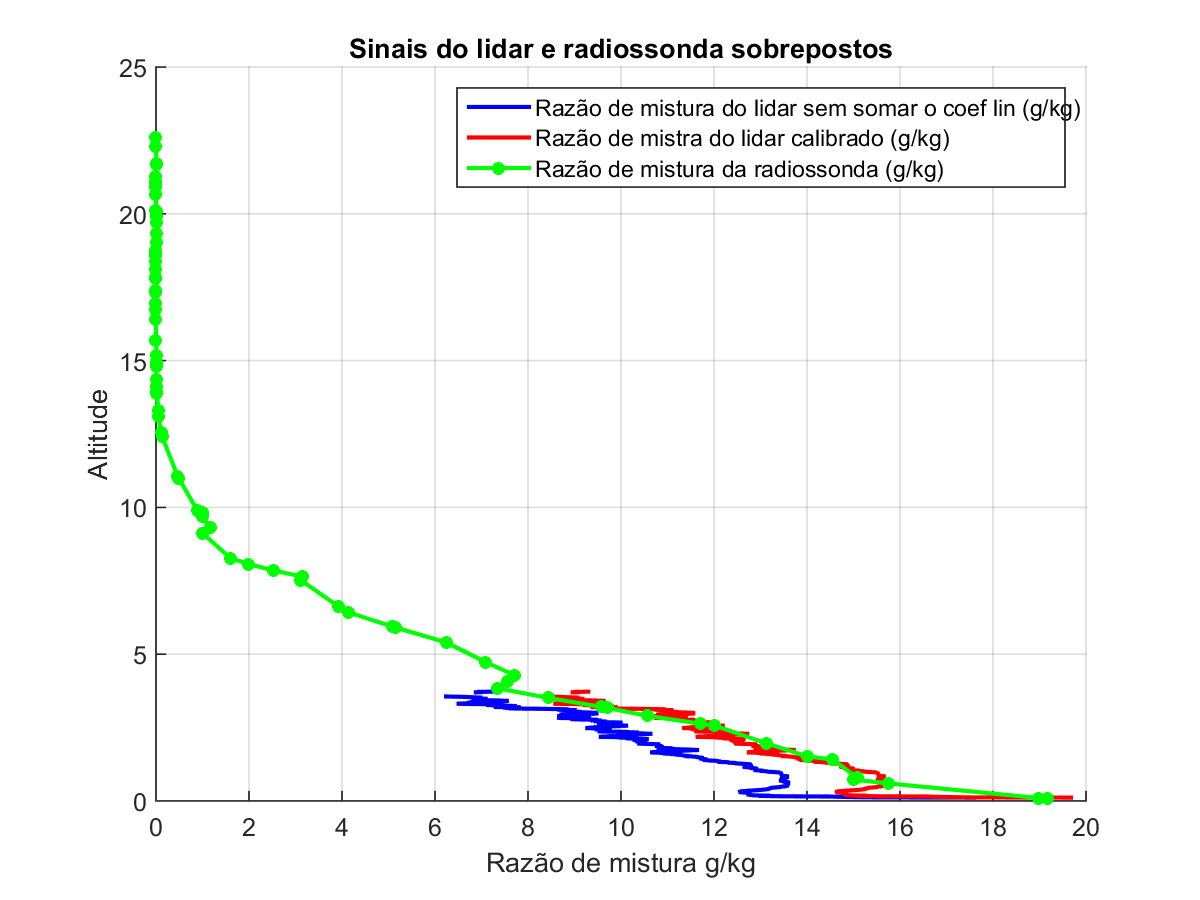 Sinais do lidar e radiossonda sobrepostos
25
20
15
10
5
0
Altitude
Razão de mistura do lidar sem somar o coef lin (g/kg)
Razão de mistra do lidar calibrado (g/kg)
Razão de mistura da radiossonda (g/kg)
0 2 4 6 8 10 12 14 16 18 20
Razão de mistura g/kg